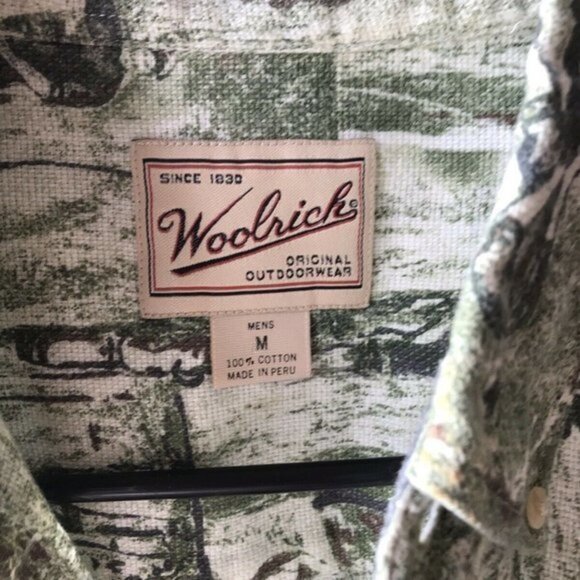 SINCE 1830
Woolrich®
ORIGINAL
OUTDOORWEAR
MENS
M
100% COTTON
MADE IN PERU